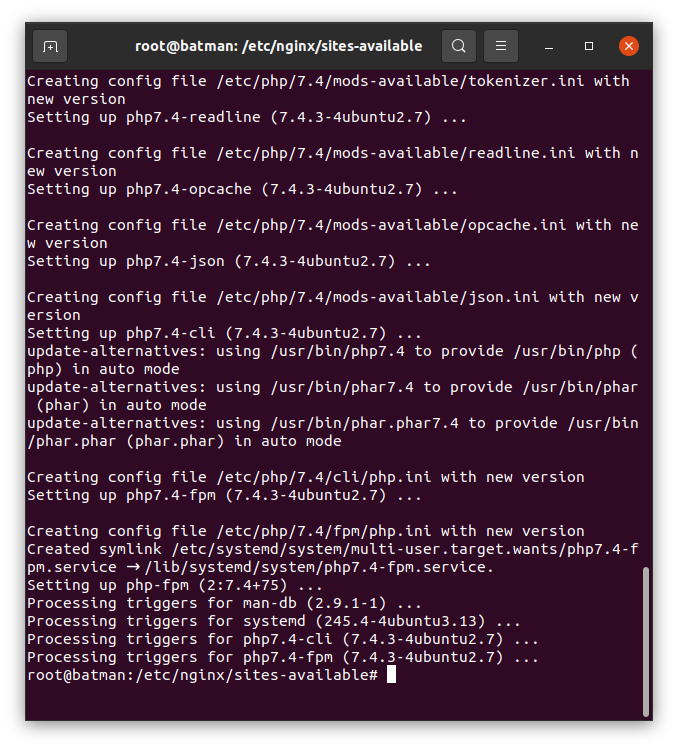 root@batman: /etc/nginx/sites-available
Creating config file /etc/php/7.4/mods-available/tokenizer.ini with
new version
Setting up php7.4-readline (7.4.3-4ubuntu2.7) ...
Creating config file /etc/php/7.4/mods-available/readline.ini with n
ew version
Setting up php7.4-opcache (7.4.3-4ubuntu2.7) ...
Creating config file /etc/php/7.4/mods-available/opcache.ini with ne
w version
Setting up php7.4-json (7.4.3-4ubuntu2.7) ...
Creating config file /etc/php/7.4/mods-available/json.ini with new v
ersion
Setting up php7.4-cli (7.4.3-4ubuntu2.7) ...
update-alternatives: using /usr/bin/php7.4 to provide /usr/bin/php (
php) in auto mode
update-alternatives: using /usr/bin/phar7.4 to provide /usr/bin/phar
 (phar) in auto mode
update-alternatives: using /usr/bin/phar.phar7.4 to provide /usr/bin
/phar.phar (phar.phar) in auto mode
Creating config file /etc/php/7.4/cli/php.ini with new version
Setting up php7.4-fpm (7.4.3-4ubuntu2.7) ...
Creating config file /etc/php/7.4/fpm/php.ini with new version
Created symlink /etc/systemd/system/multi-user.target.wants/php7.4-f
pm.service → /lib/systemd/system/php7.4-fpm.service.
Setting up php-fpm (2:7.4+75) ...
Processing triggers for man-db (2.9.1-1) ...
Processing triggers for systemd (245.4-4ubuntu3.13) ...
Processing triggers for php7.4-cli (7.4.3-4ubuntu2.7) ...
Processing triggers for php7.4-fpm (7.4.3-4ubuntu2.7) ...
root@batman:/etc/nginx/sites-available#